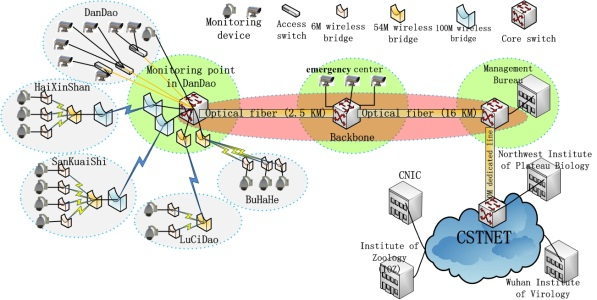 DanDao
Monitoring
device
Access
switch
6M wireless
bridge
54M wireless
bridge
100M wireless
bridge
Core switch
HaiXinShan
Monitoring point
in DanDao
emergency center
Management
Bureau
Optical fiber (2.5 KM)
Optical fiber (16 KM)
Backbone
SanKuaiShi
BuHaHe
LuCiDao
M dedicated line
Northwest Institute
of Plateau Biology
CNIC
CSTNET
Institute of
Zoology
(IOZ)
Wuhan Institute
of Virology